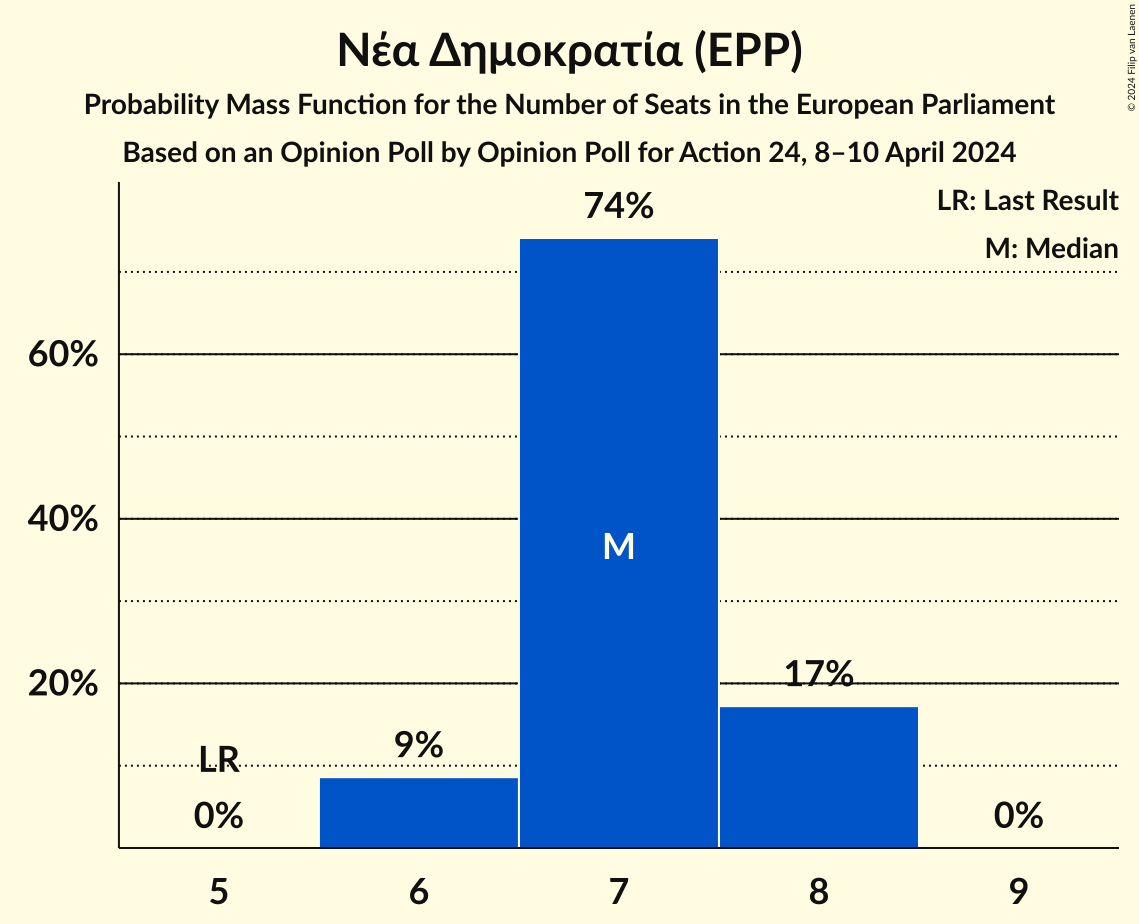 Νέα Δημοκρατία (EPP)
Probability Mass Function for the Number of Seats in the European Parliament
Based on an Opinion Poll by Opinion Poll for Action 24, 8–10 April 2024
© 2024 Filip van Laenen
LR: Last Result
M: Median
74%
60%
40%
M
20%
17%
9%
LR
0%
0%
5 6 7 8 9